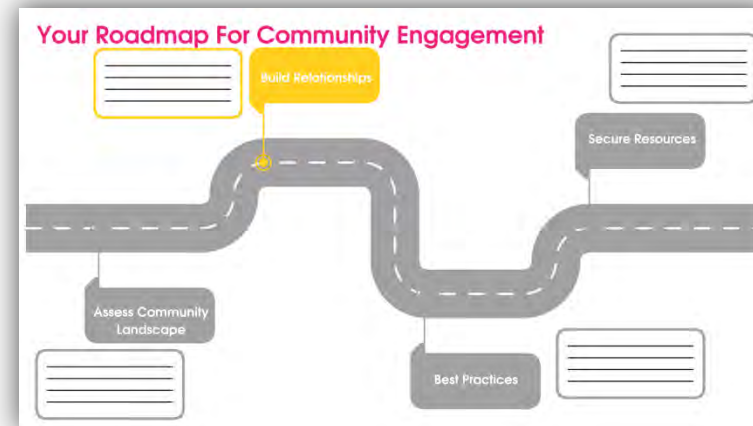 Your Roadmap For Community Engagement
Build Relationships
Secure Resources
Assess Community
Landscape
Best Practices